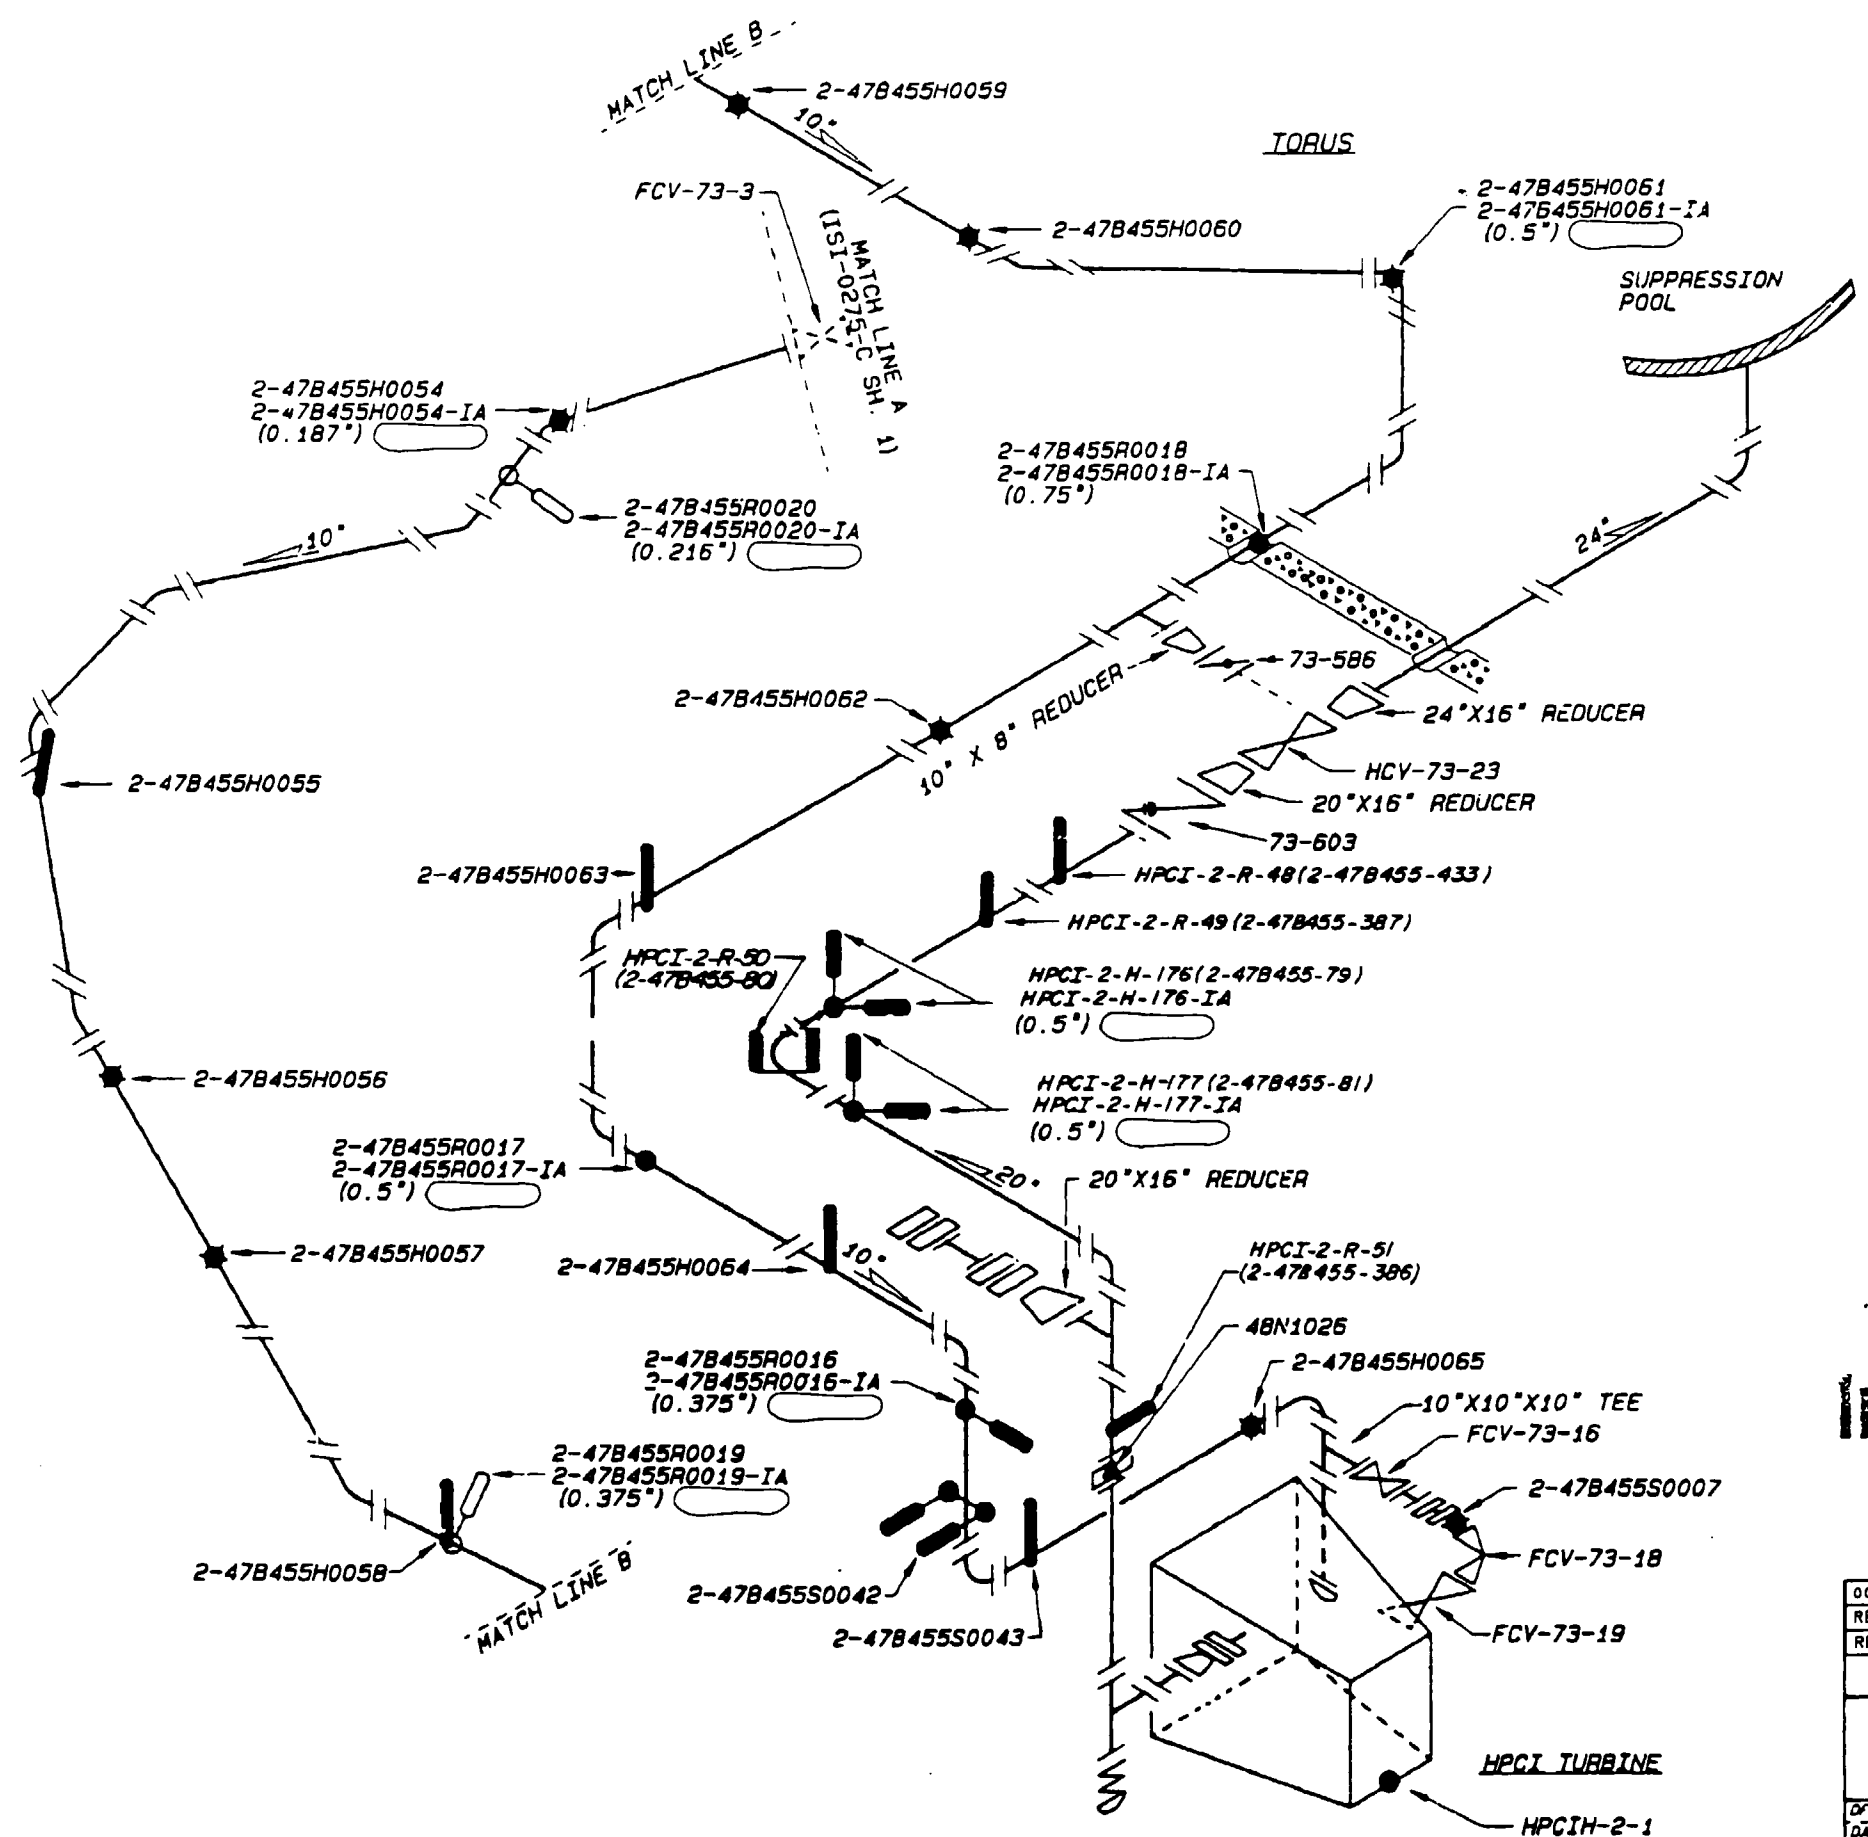 MATCH LINE B
2-47B455H0059
10"
TORUS
FCV-73-3
2-47B455H0060
2-47B455H0061
2-47B455H0061-IA
(0.5")
MATCH LINE A
(ISI-0275-C SH. 1)
SUPPRESSION
POOL
2-47B455H0054
2-47B455H0054-IA
(0.187")
2-47B455R0018
2-47B455R0018-IA
(0.75")
2-47B455R0020
2-47B455R0020-IA
(0.216")
10"
24"
73-586
2-47B455H0062
10" X 8" REDUCER
24"X16" REDUCER
HCV-73-23
20"X16" REDUCER
2-47B455H0055
73-603
2-47B455H0063
HPCI-2-R-48(2-47B455-433)
HPCI-2-R-49(2-47B455-387)
HPCI-2-R-50
(2-47B455-80)
HPCI-2-H-176(2-47B455-79)
HPCI-2-H-176-IA
(0.5")
2-47B455H0056
HPCI-2-H-177(2-47B455-81)
HPCI-2-H-177-IA
(0.5")
2-47B455R0017
2-47B455R0017-IA
(0.5")
20"
20"X16" REDUCER
2-47B455H0057
2-47B455H0064
10"
HPCI-2-R-51
(2-47B455-386)
48N1026
2-47B455R0016
2-47B455R0016-IA
(0.375")
2-47B455H0065
10"X10"X10" TEE
FCV-73-16
2-47B455R0019
2-47B455R0019-IA
(0.375")
2-47B455S0007
FCV-73-18
2-47B455H0058
MATCH LINE B
2-47B455S0042
2-47B455S0043
FCV-73-19
HPCI TURBINE
HPCIH-2-1